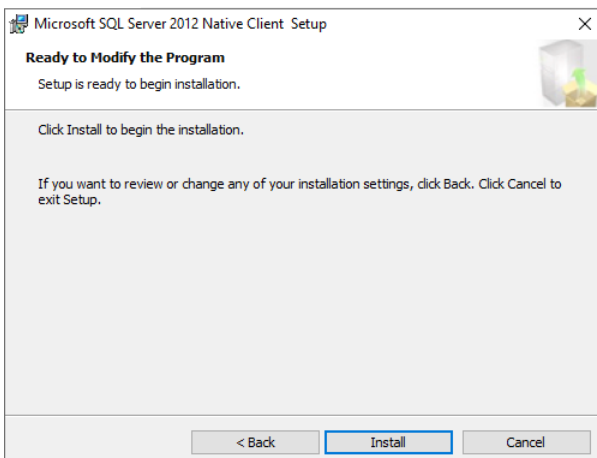 Microsoft SQL Server 2012 Native Client Setup
Ready to Modify the Program
Setup is ready to begin installation.
Click Install to begin the installation.
If you want to review or change any of your installation settings, click Back. Click Cancel to
exit Setup.
< Back Install Cancel